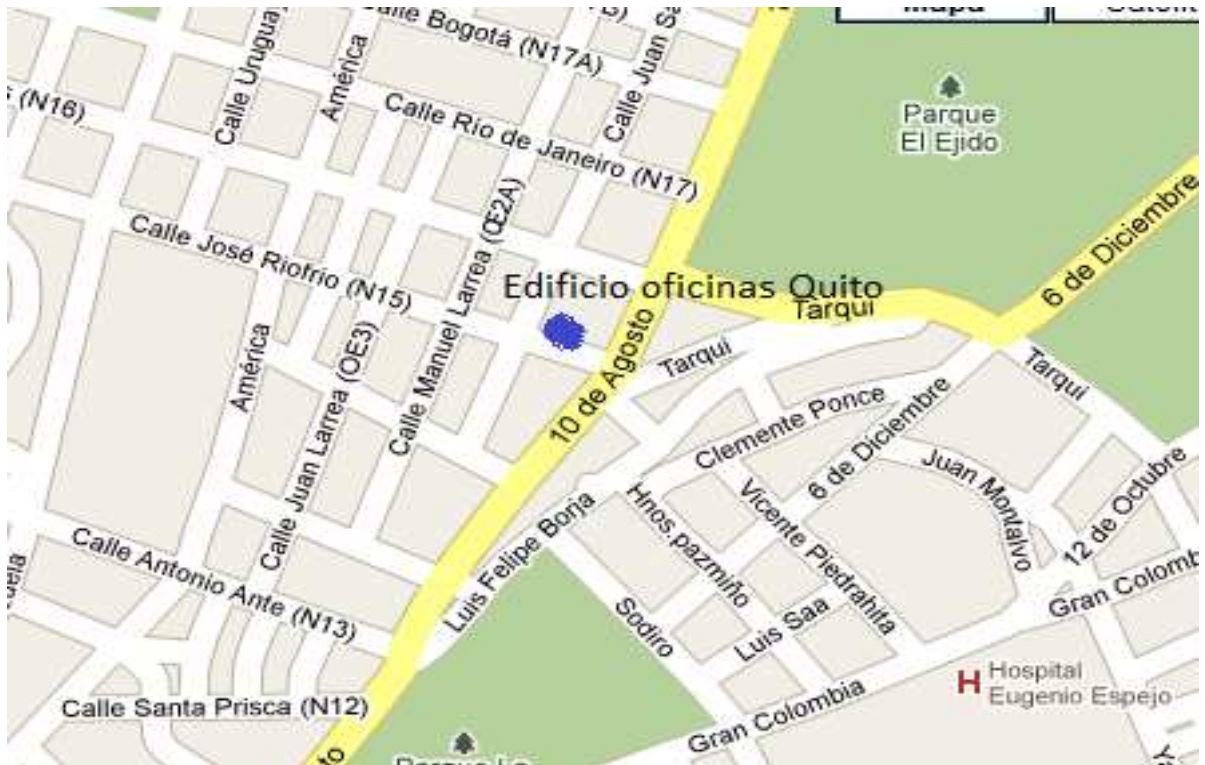 Mapa
Calle Bogotá (N17A)
Calle Uruguay
América
Calle Juan
(N16)
Calle Río de Janeiro (N17)
Parque
El Ejido
6 de Diciembre
Calle José Riofrio (N15)
Calle Manuel Larrea (OE2A)
Edificio oficinas Quito
Tarqui
América
Calle Juan Larrea (OE3)
10 de Agosto
Tarqui
Tarqui
Clemente Ponce
6 de Diciembre
Juan Montalvo
12 de Octubre
Hnos.pazmiño
Vicente Piedrahita
Luis Felipe Borja
Calle Antonio Ante (N13)
Sodiro
Luis Saa
Gran Colomb
Hospital
Eugenio Espejo
H
Calle Santa Prisca (N12)
Gran Colombia